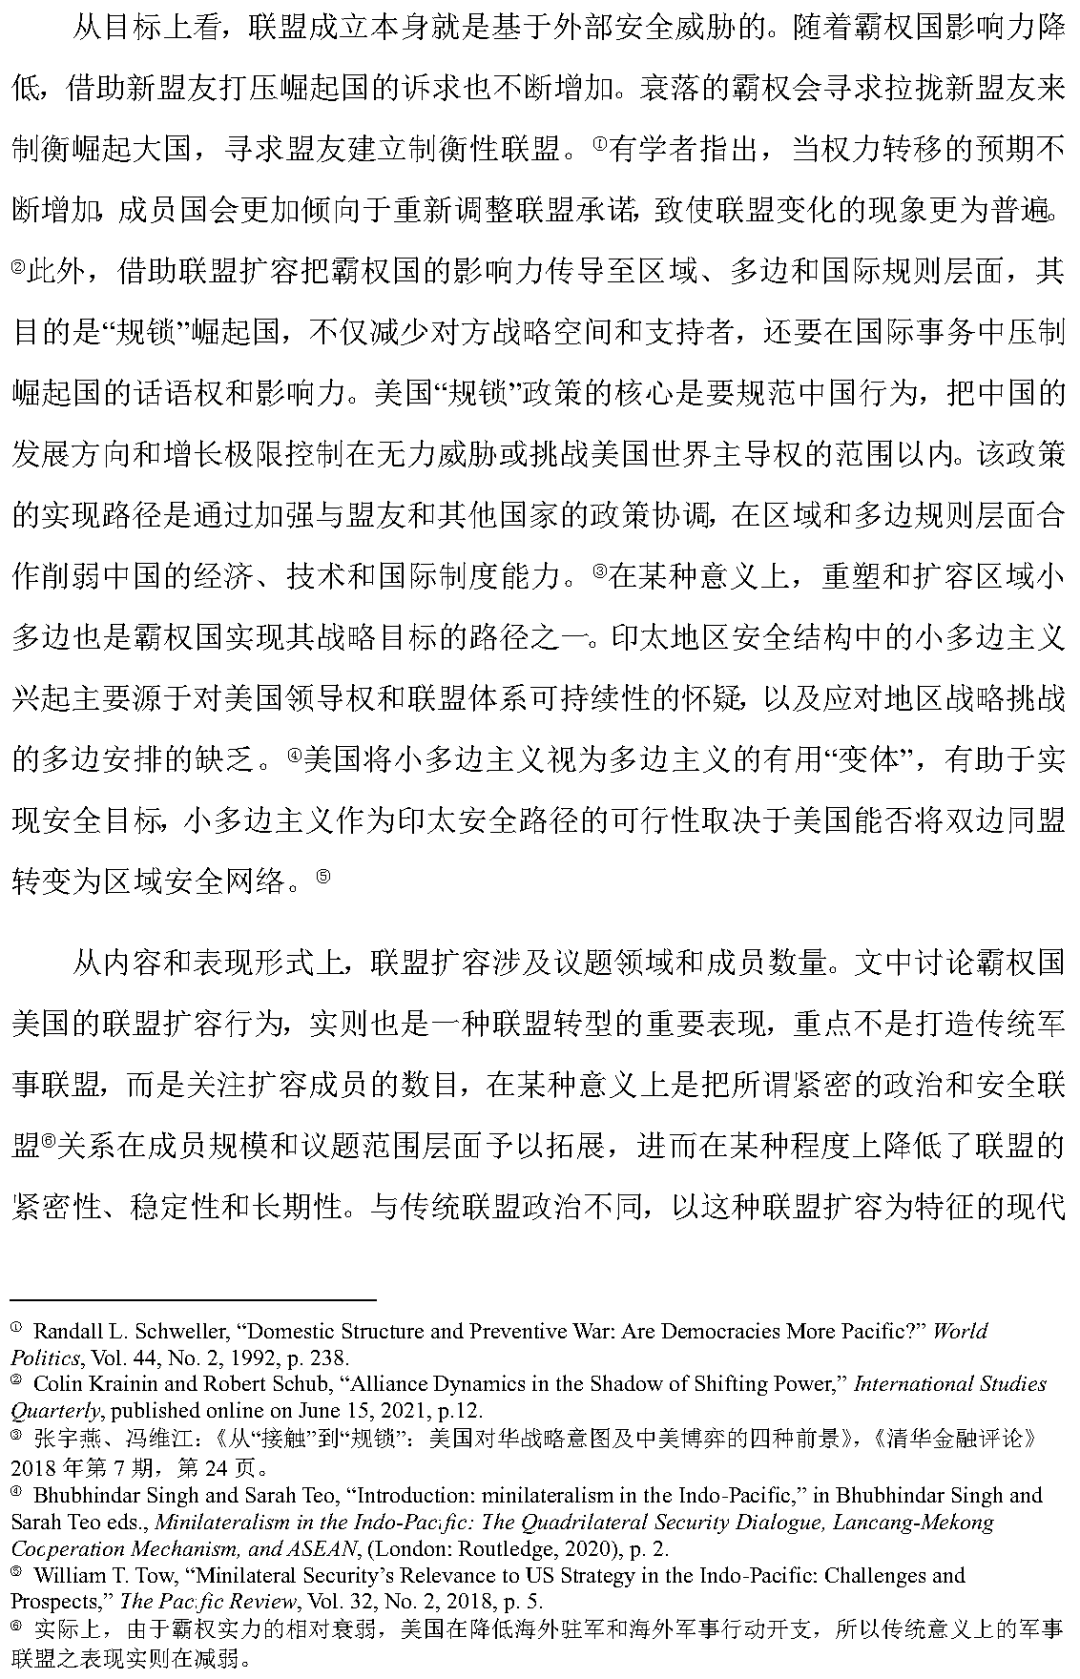 从目标上看，联盟成立本身就是基于外部安全威胁的。随着霸权国影响力降
低，借助新盟友打压崛起国的诉求也不断增加。衰落的霸权会寻求拉拢新盟友来
制衡崛起大国，寻求盟友建立制衡性联盟。①有学者指出，当权力转移的预期不
断增加，成员国会更加倾向于重新调整联盟承诺，致使联盟变化的现象更为普遍。
②此外，借助联盟扩容把霸权国的影响力传导至区域、多边和国际规则层面，其
目的是“规锁”崛起国，不仅减少对方战略空间和支持者，还要在国际事务中压制
崛起国的话语权和影响力。美国“规锁”政策的核心是要规范中国行为，把中国的
发展方向和增长极限控制在无力威胁或挑战美国世界主导权的范围以内。该政策
的实现路径是通过加强与盟友和其他国家的政策协调，在区域和多边规则层面合
作削弱中国的经济、技术和国际制度能力。③在某种意义上，重塑和扩容区域小
多边也是霸权国实现其战略目标的路径之一。印太地区安全结构中的小多边主义
兴起主要源于对美国领导权和联盟体系可持续性的怀疑，以及应对地区战略挑战
的多边安排的缺乏。④美国将小多边主义视为多边主义的有用“变体”，有助于实
现安全目标，小多边主义作为印太安全路径的可行性取决于美国能否将双边同盟
转变为区域安全网络。⑤
从内容和表现形式上，联盟扩容涉及议题领域和成员数量。文中讨论霸权国
美国的联盟扩容行为，实则也是一种联盟转型的重要表现，重点不是打造传统军
事联盟，而是关注扩容成员的数目，在某种意义上是把所谓紧密的政治和安全联
盟⑥关系在成员规模和议题范围层面予以拓展，进而在某种程度上降低了联盟的
紧密性、稳定性和长期性。与传统联盟政治不同，以这种联盟扩容为特征的现代
① Randall L. Schweller, “Domestic Structure and Preventive War: Are Democracies More Pacific?” World
Politics, Vol. 44, No. 2, 1992, p. 238.
② Colin Krainin and Robert Schub, “Alliance Dynamics in the Shadow of Shifting Power,” International Studies
Quarterly, published online on June 15, 2021, p.12.
③ 张宇燕、冯维江：《从“接触”到“规锁”：美国对华战略意图及中美博弈的四种前景》，《清华金融评论》
2018 年第 7 期，第 24 页。
④ Bhubhindar Singh and Sarah Teo, “Introduction: minilateralism in the Indo-Pacific,” in Bhubhindar Singh and
Sarah Teo eds., Minilateralism in the Indo-Pacific: The Quadrilateral Security Dialogue, Lancang-Mekong
Cooperation Mechanism, and ASEAN, (London: Routledge, 2020), p. 2.
⑤ William T. Tow, “Minilateral Security’s Relevance to US Strategy in the Indo-Pacific: Challenges and
Prospects,” The Pacific Review, Vol. 32, No. 2, 2018, p. 5.
⑥ 实际上，由于霸权实力的相对衰弱，美国在降低海外驻军和海外军事行动开支，所以传统意义上的军事
联盟之表现实则在减弱。